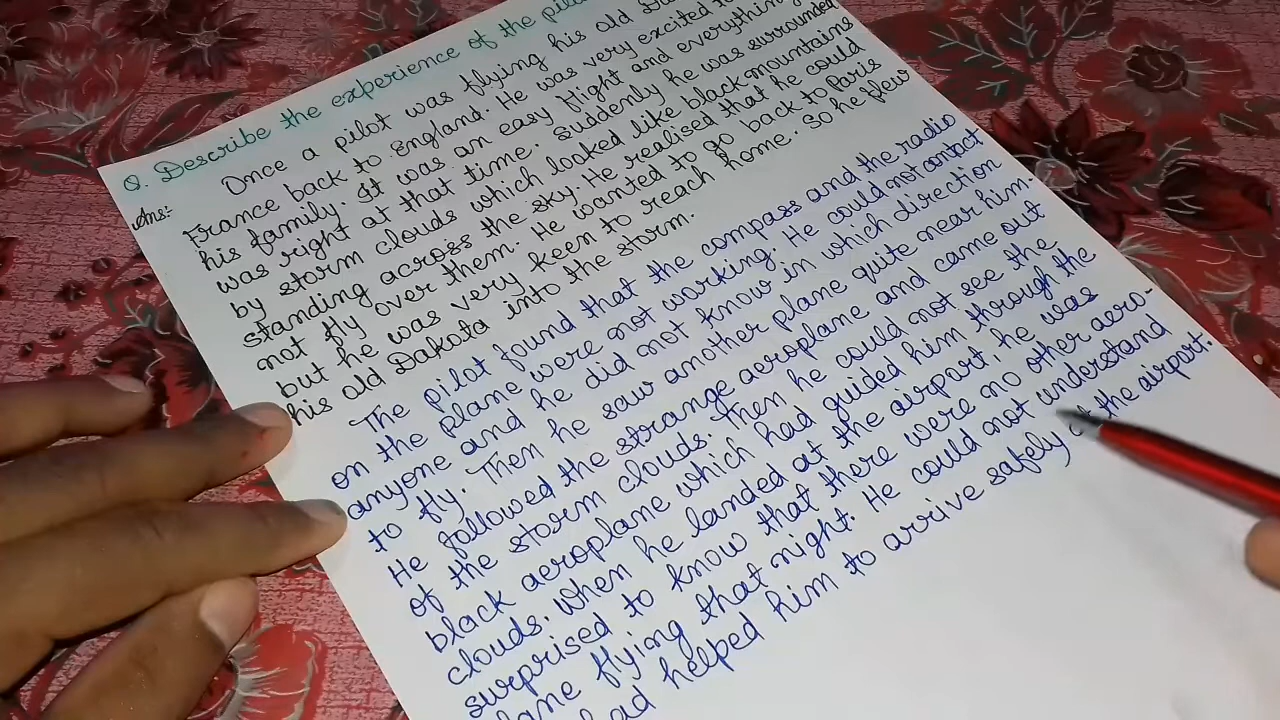 Q. Describe the experience of the
Ans:-
Once a pilot was flying his old
France back to England. He was very excited
his family. It was an easy flight and everything
was right at that time. Suddenly he was surrounded
by storm clouds which looked like black mountains
standing across the sky. He realised that he could
not fly over them. He wanted to go back to Paris
but he was very keen to reach home. So he flew
his old Dakota into the storm.
The pilot found that the compass and the radio
on the plane were not working. He could not contact
anyone and he did not know in which direction
to fly. Then he saw another plane quite near him.
He followed the strange aeroplane and came out
of the storm clouds. Then he could not see the
black aeroplane which had guided him through the
clouds. When he landed at the airport, he was
surprised to know that there were no other aero-
flying that night. He could not understand
helped him to arrive safely the airport.